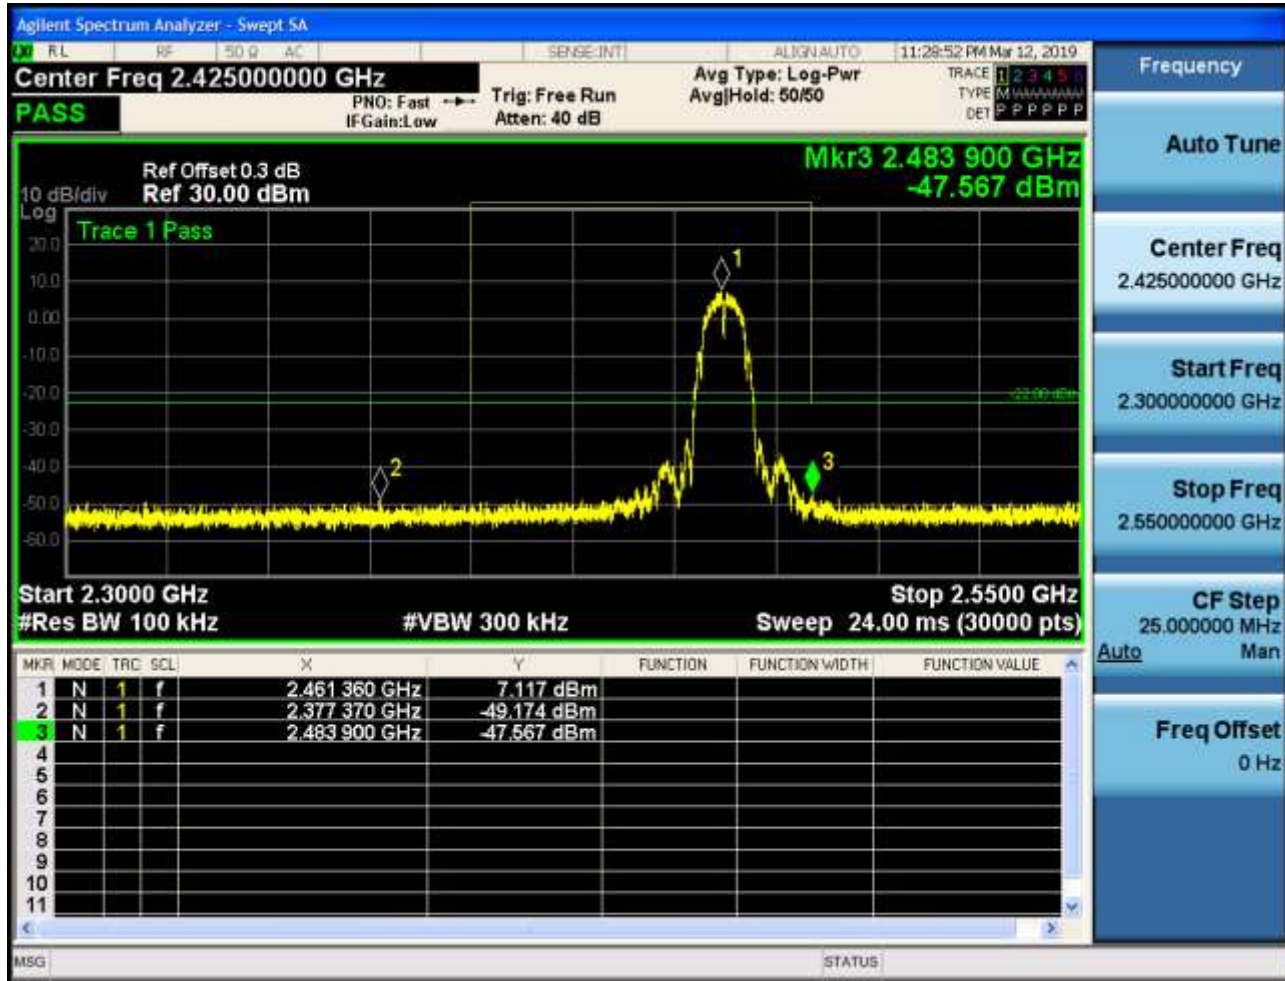 Agilent Spectrum Analyzer - Swept SA
RL RF 50 Ω AC SENSE:INT ALIGN AUTO 11:28:52 PM Mar 12, 2019
Center Freq 2.425000000 GHz Avg Type: Log-Pwr TRACE 1 2 3 4 5 6
PASS PNO: Fast Trig: Free Run Avg|Hold: 50/50 TYPE M
IFGain:Low Atten: 40 dB DET P P P P P P
Mkr3 2.483 900 GHz
-47.567 dBm
Ref Offset 0.3 dB
10 dB/div Ref 30.00 dBm
Log
Trace 1 Pass
20.0
10.0
0.00
-10.0
-20.0
-30.0
-40.0
-50.0
-60.0
1
2
3
-22.00 dBm
Start 2.3000 GHz Stop 2.5500 GHz
#Res BW 100 kHz #VBW 300 kHz Sweep 24.00 ms (30000 pts)
MKR MODE TRC SCL X Y FUNCTION FUNCTION WIDTH FUNCTION VALUE
1 N 1 f 2.461 360 GHz 7.117 dBm
2 N 1 f 2.377 370 GHz -49.174 dBm
3 N 1 f 2.483 900 GHz -47.567 dBm
4
5
6
7
8
9
10
11
MSG STATUS
Frequency
Auto Tune
Center Freq
2.425000000 GHz
Start Freq
2.300000000 GHz
Stop Freq
2.550000000 GHz
CF Step
25.000000 MHz
Auto Man
Freq Offset
0 Hz